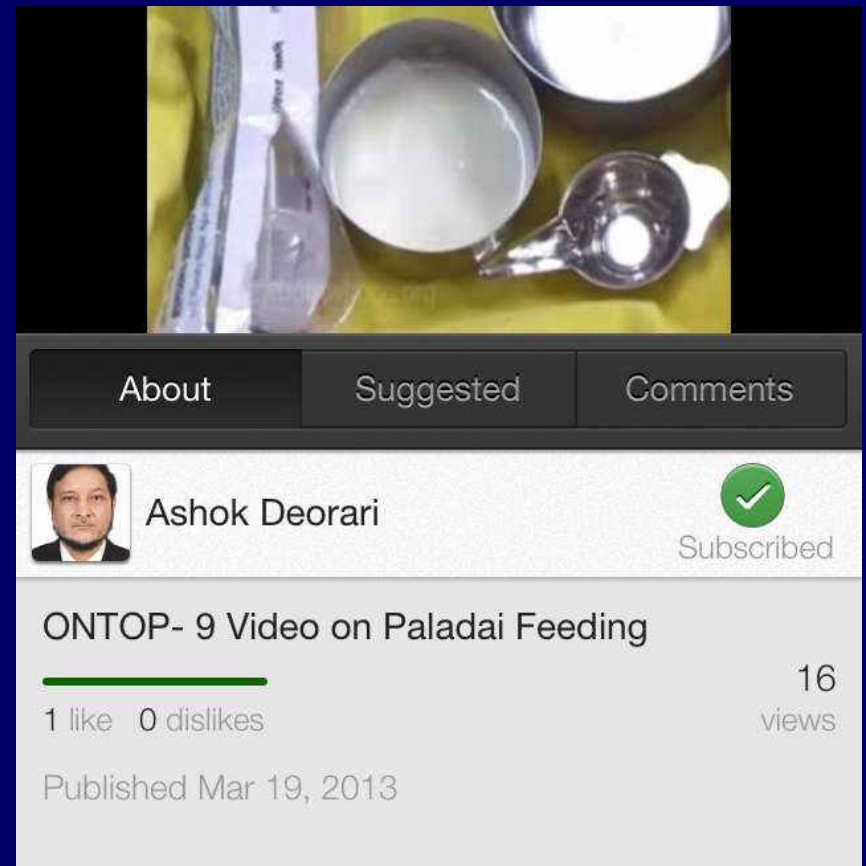 About
Suggested
Comments
Ashok Deorari
Subscribed
ONTOP- 9 Video on Paladai Feeding
16
1 like 0 dislikes
views
Published Mar 19, 2013